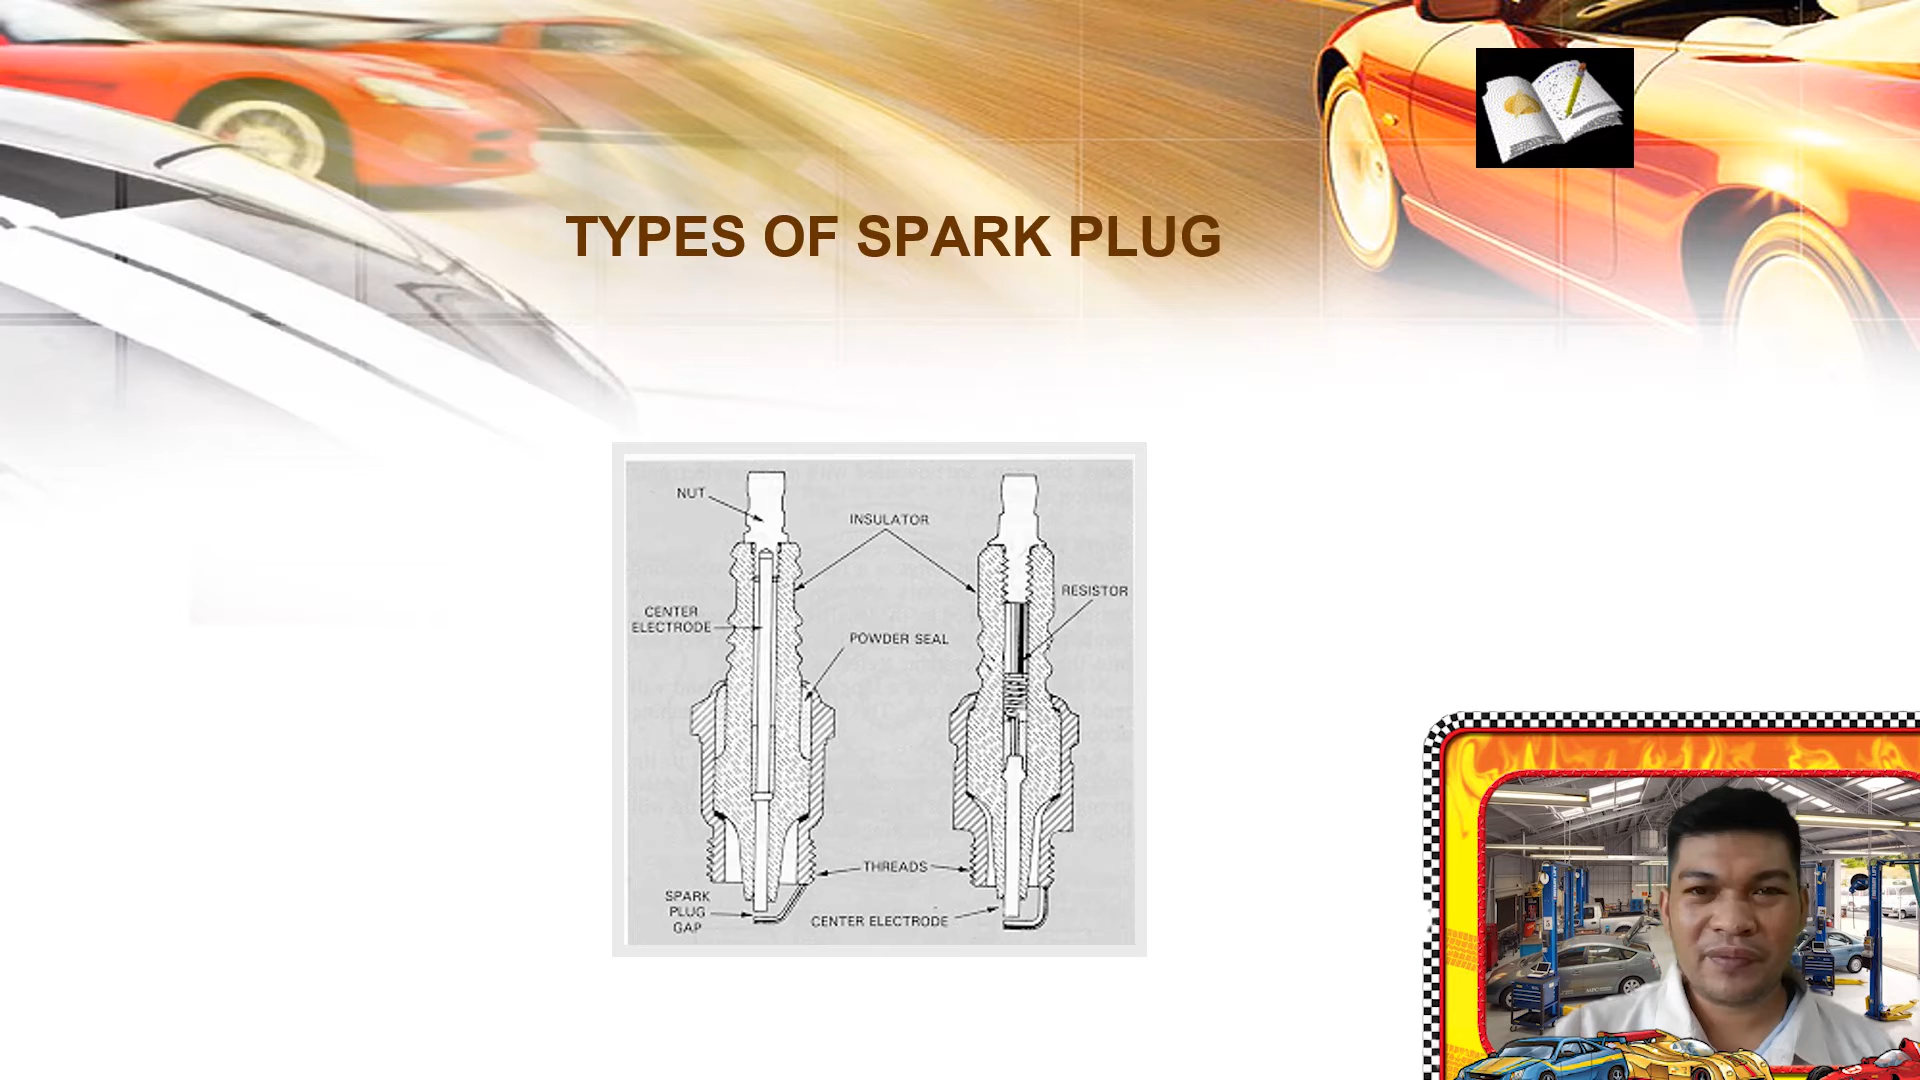 TYPES OF SPARK PLUG
NUT
INSULATOR
RESISTOR
CENTER
ELECTRODE
POWDER SEAL
THREADS
SPARK
PLUG
GAP
CENTER ELECTRODE